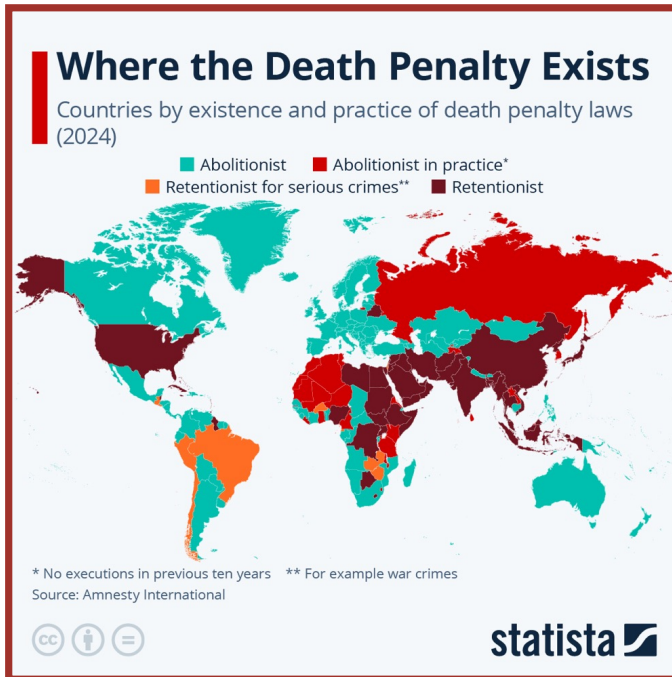 Where the Death Penalty Exists
Countries by existence and practice of death penalty laws
(2024)
Abolitionist Abolitionist in practice*
Retentionist for serious crimes** Retentionist
* No executions in previous ten years ** For example war crimes
Source: Amnesty International
cc
statista